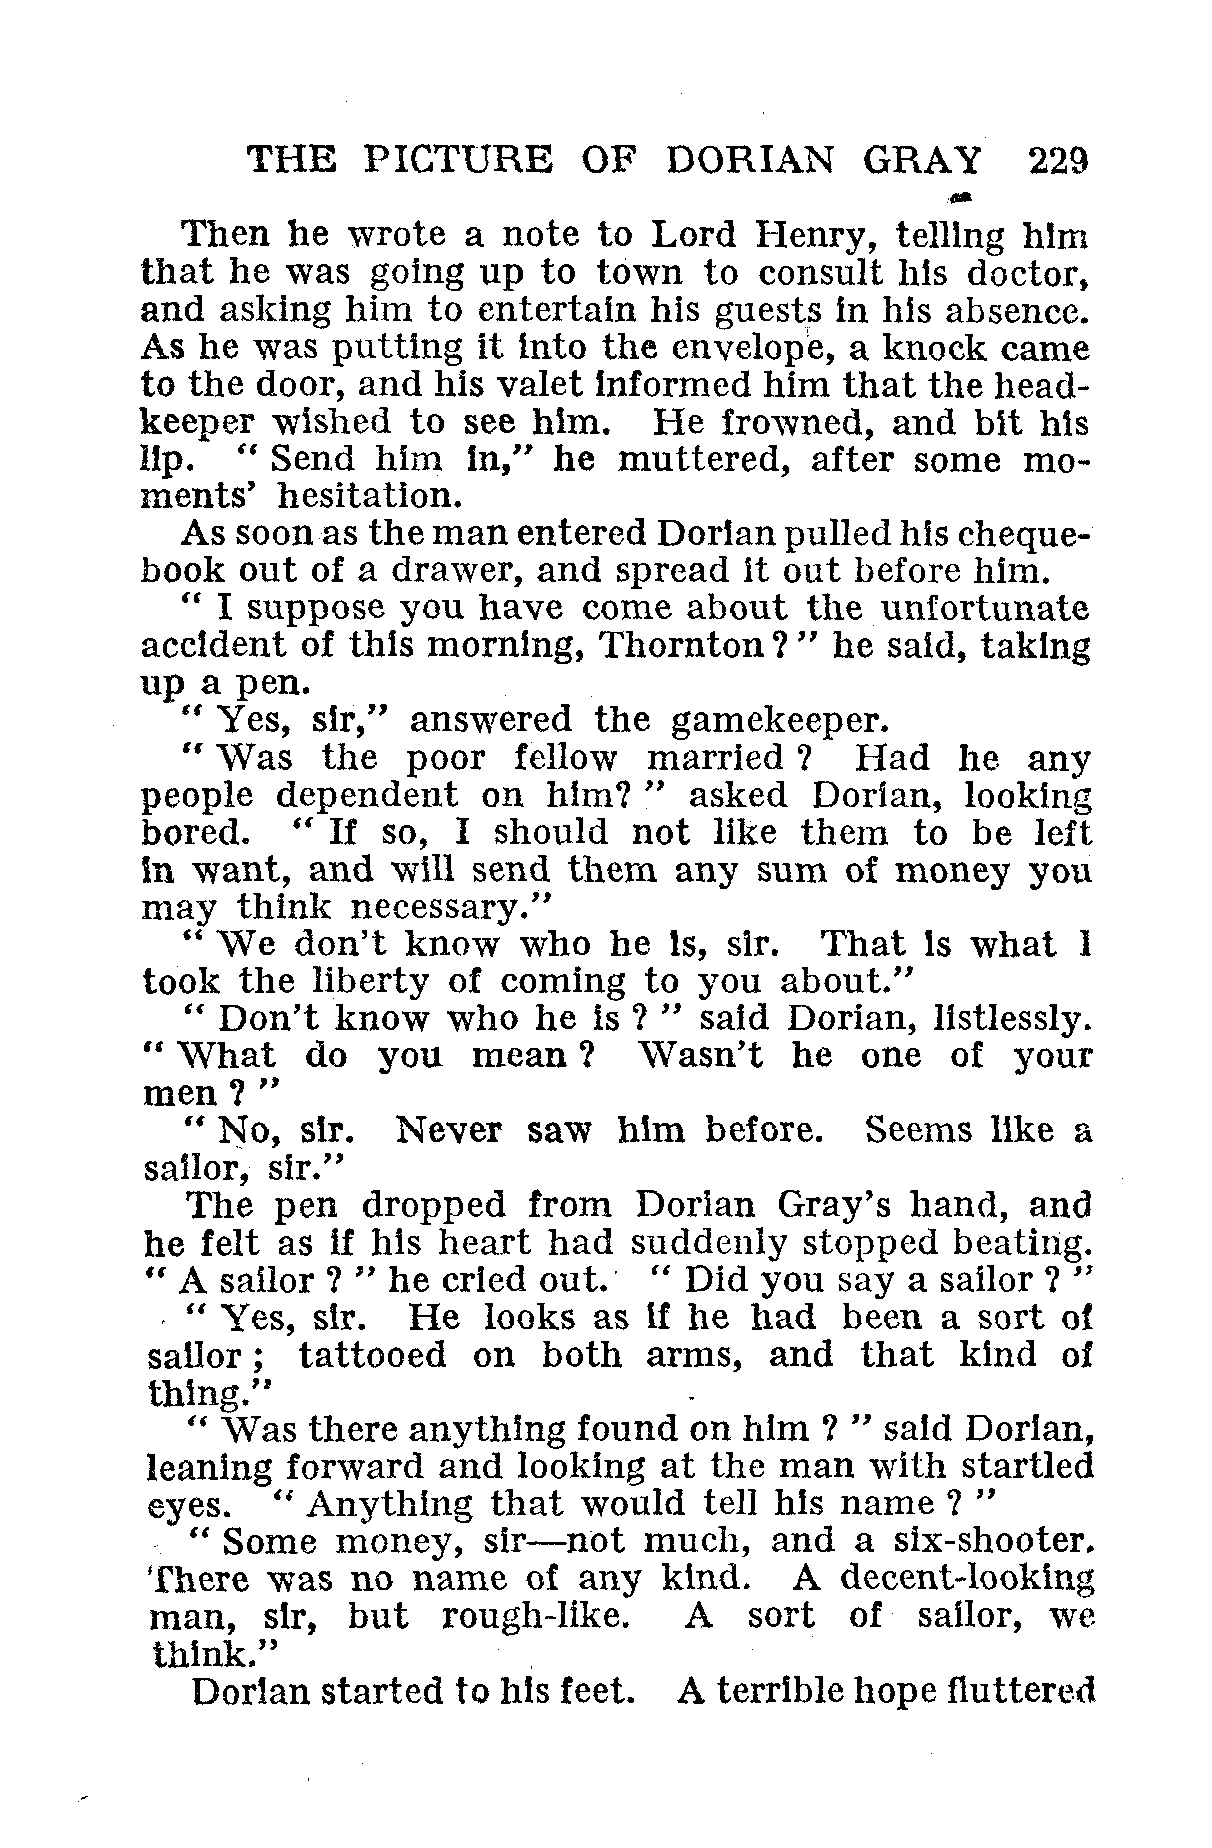 THE PICTURE OF DORIAN GRAY 229
Then he wrote a note to Lord Henry, telling him
that he was going up to town to consult his doctor,
and asking him to entertain his guests in his absence.
As he was putting it into the envelope, a knock came
to the door, and his valet informed him that the head-
keeper wished to see him. He frowned, and bit his
lip. “ Send him in,” he muttered, after some mo-
ments’ hesitation.
As soon as the man entered Dorian pulled his cheque-
book out of a drawer, and spread it out before him.
“ I suppose you have come about the unfortunate
accident of this morning, Thornton ? ” he said, taking
up a pen.
“ Yes, sir,” answered the gamekeeper.
“ Was the poor fellow married ? Had he any
people dependent on him? ” asked Dorian, looking
bored. “ If so, I should not like them to be left
in want, and will send them any sum of money you
may think necessary.”
“ We don’t know who he is, sir. That is what I
took the liberty of coming to you about.”
“ Don’t know who he is ? ” said Dorian, listlessly.
“ What do you mean ? Wasn’t he one of your
men ? ”
“ No, sir. Never saw him before. Seems like a
sailor, sir.”
The pen dropped from Dorian Gray’s hand, and
he felt as if his heart had suddenly stopped beating.
“ A sailor ? ” he cried out. “ Did you say a sailor ? ”
“ Yes, sir. He looks as if he had been a sort of
sailor ; tattooed on both arms, and that kind of
thing.”
“ Was there anything found on him ? ” said Dorian,
leaning forward and looking at the man with startled
eyes. “ Anything that would tell his name ? ”
“ Some money, sir—not much, and a six-shooter.
There was no name of any kind. A decent-looking
man, sir, but rough-like. A sort of sailor, we
think.”
Dorian started to his feet. A terrible hope fluttered